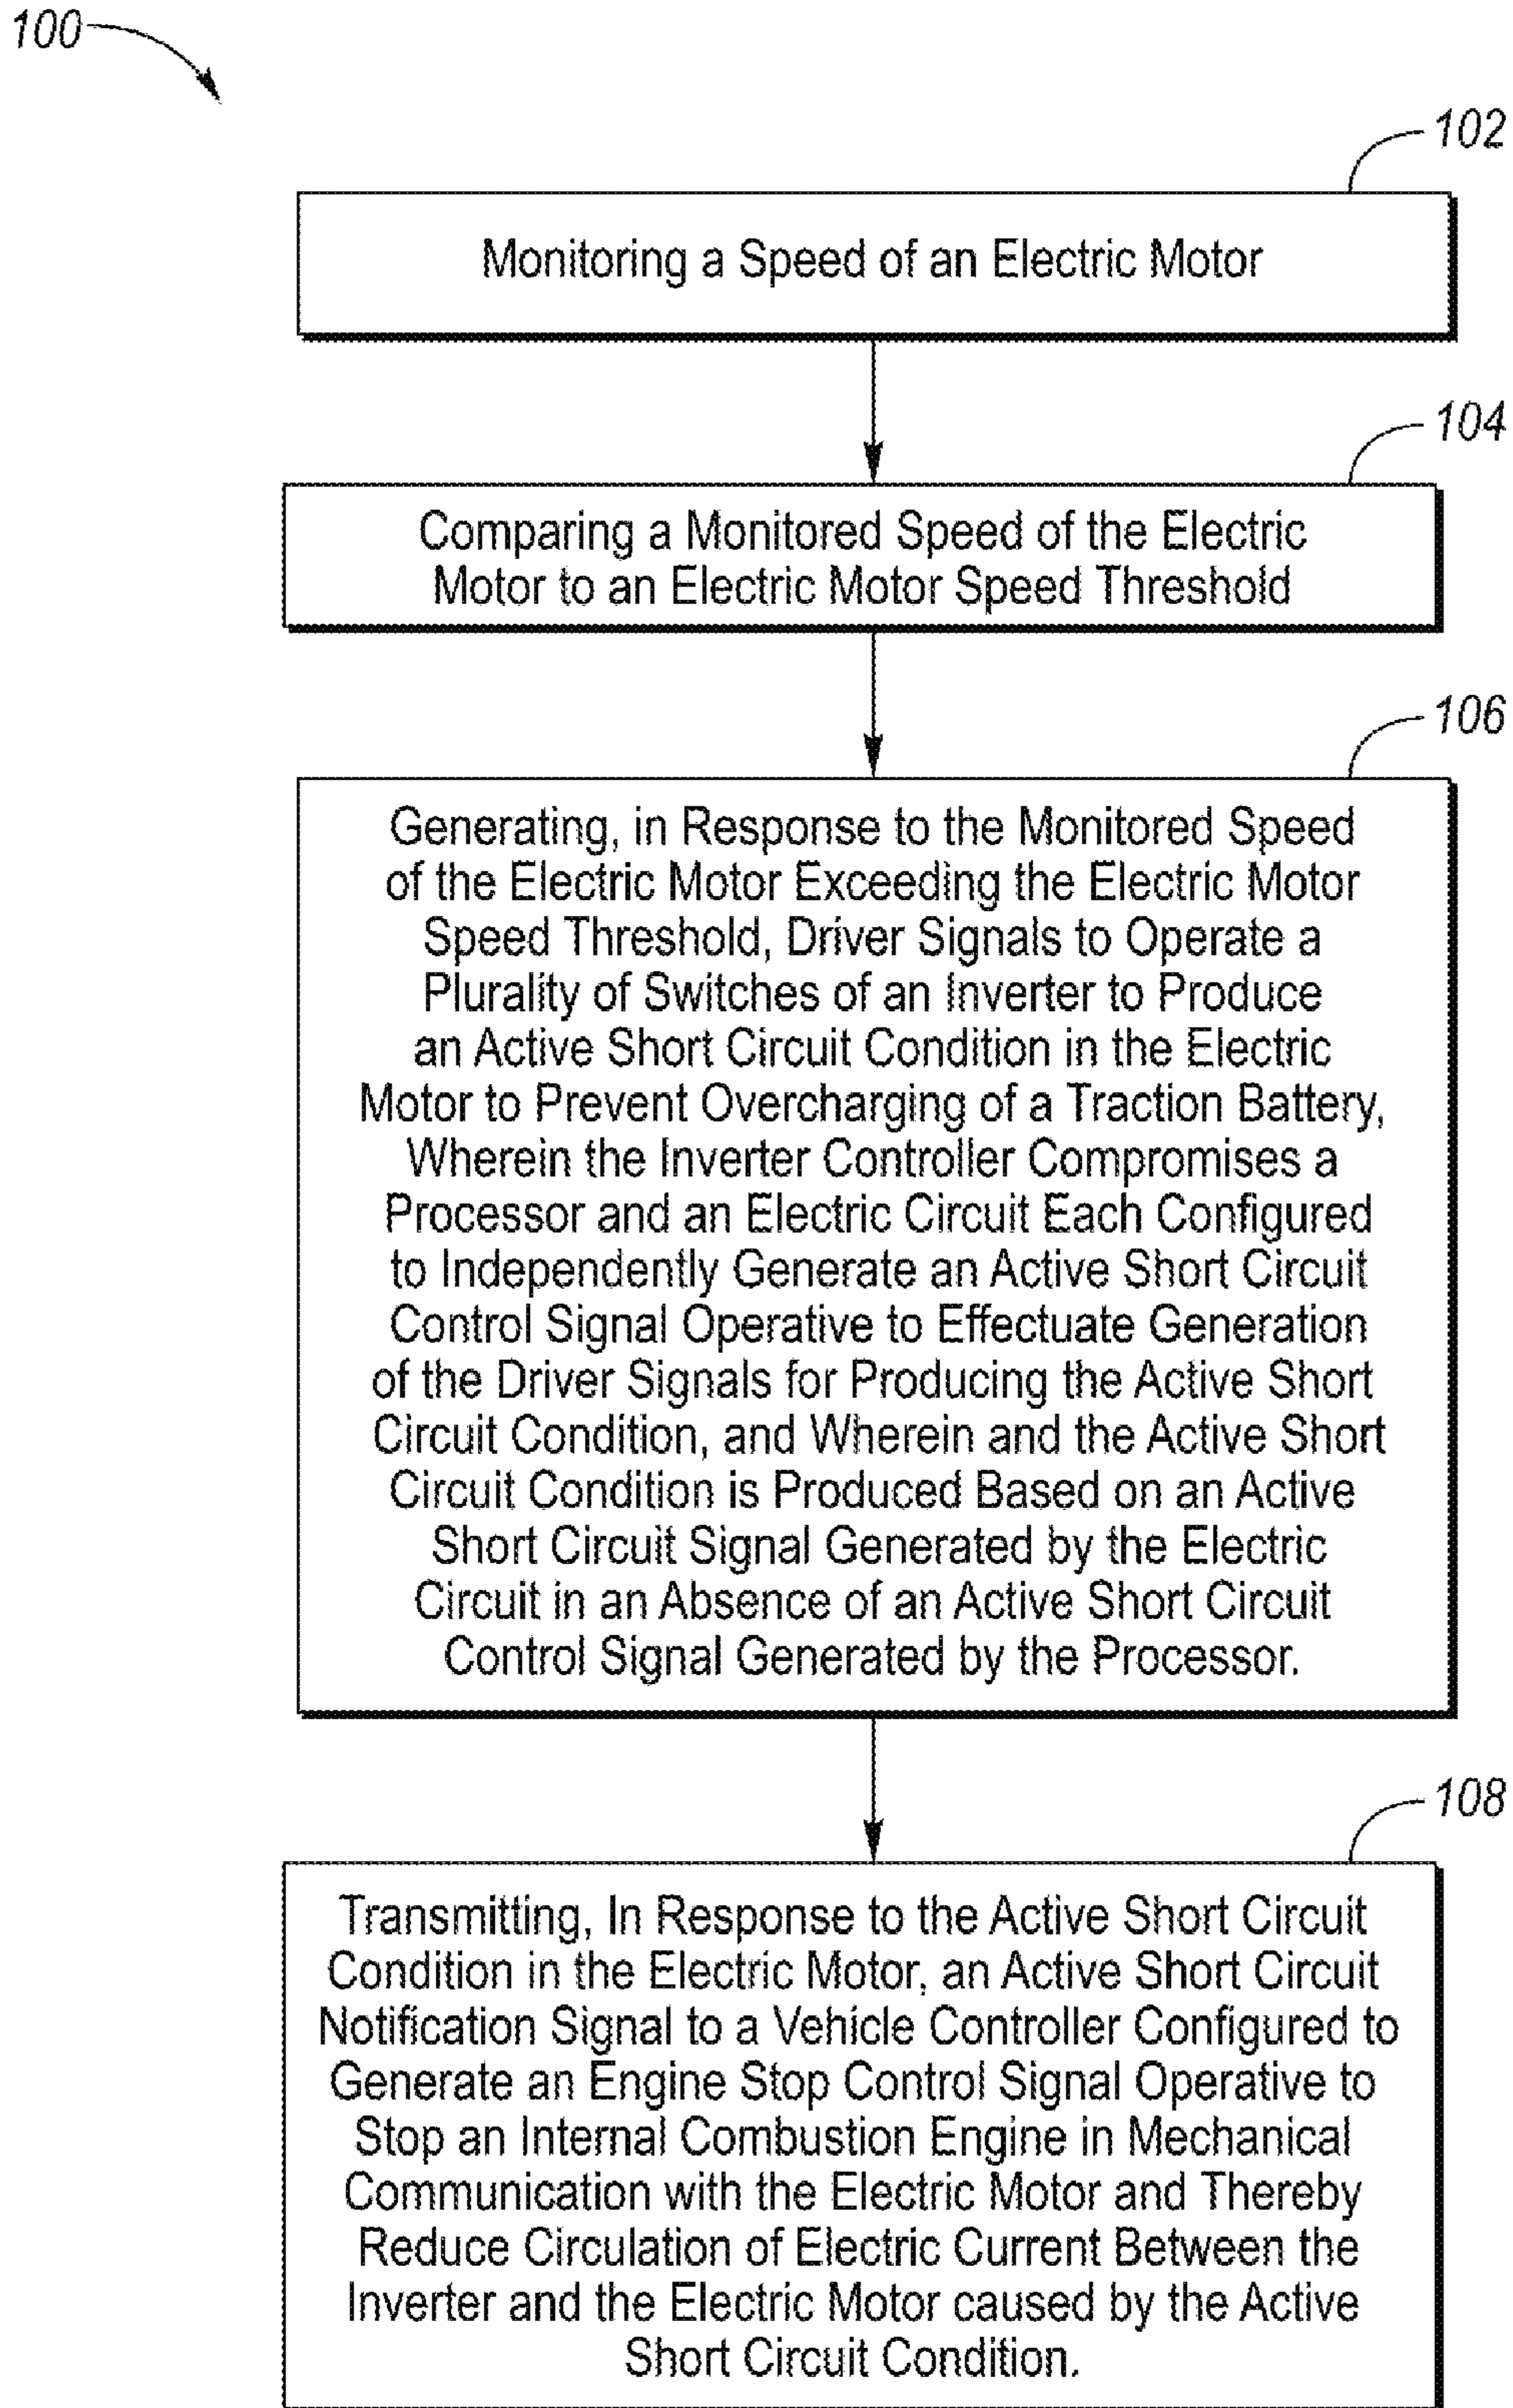 100
102
Monitoring a Speed of an Electric Motor
104
Comparing a Monitored Speed of the Electric
Motor to an Electric Motor Speed Threshold
106
Generating, in Response to the Monitored Speed
of the Electric Motor Exceeding the Electric Motor
Speed Threshold, Driver Signals to Operate a
Plurality of Switches of an Inverter to Produce
an Active Short Circuit Condition in the Electric
Motor to Prevent Overcharging of a Traction Battery,
Wherein the Inverter Controller Compromises a
Processor and an Electric Circuit Each Configured
to Independently Generate an Active Short Circuit
Control Signal Operative to Effectuate Generation
of the Driver Signals for Producing the Active Short
Circuit Condition, and Wherein and the Active Short
Circuit Condition is Produced Based on an Active
Short Circuit Signal Generated by the Electric
Circuit in an Absence of an Active Short Circuit
Control Signal Generated by the Processor.
108
Transmitting, In Response to the Active Short Circuit
Condition in the Electric Motor, an Active Short Circuit
Notification Signal to a Vehicle Controller Configured to
Generate an Engine Stop Control Signal Operative to
Stop an Internal Combustion Engine in Mechanical
Communication with the Electric Motor and Thereby
Reduce Circulation of Electric Current Between the
Inverter and the Electric Motor caused by the Active
Short Circuit Condition.